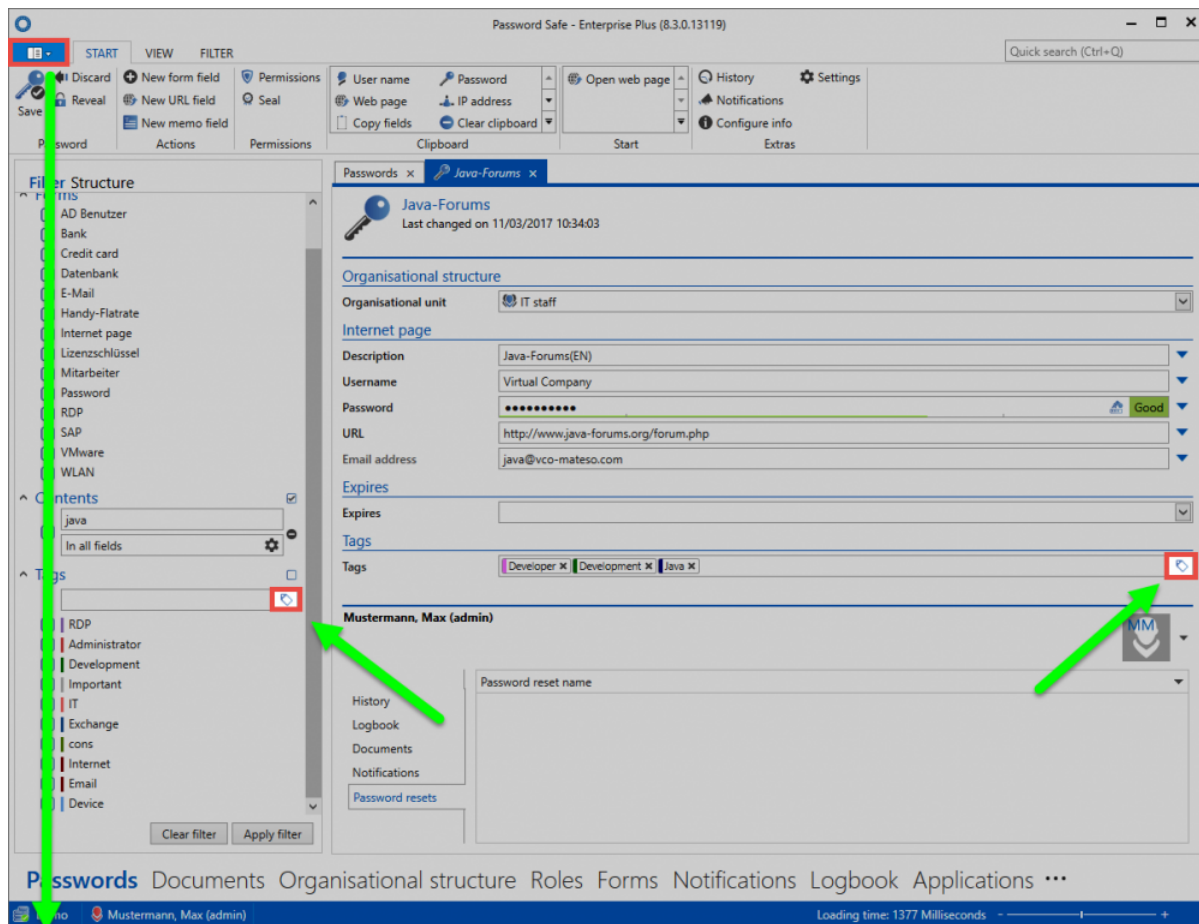 Password Safe - Enterprise Plus (8.3.0.13119)
START VIEW FILTER
Quick search (Ctrl+Q)
Discard New form field Permissions User name Password Open web page History Settings
Reveal New URL field Seal Web page IP address Notifications
Save New memo field Copy fields Clear clipboard Configure info
Password Actions Permissions Clipboard Start Extras
Filter Structure
Forms
AD Benutzer
Bank
Credit card
Datenbank
E-Mail
Handy-Flatrate
Internet page
Lizenzschlüssel
Mitarbeiter
Password
RDP
SAP
VMware
WLAN
Contents
java
In all fields
Tags
RDP
Administrator
Development
Important
IT
Exchange
cons
Internet
Email
Device
Clear filter Apply filter
Passwords × Java-Forums ×
Java-Forums
Last changed on 11/03/2017 10:34:03
Organisational structure
Organisational unit IT staff
Internet page
Description Java-Forums(EN)
Username Virtual Company
Password •••••••••• Good
URL http://www.java-forums.org/forum.php
Email address java@vco-mateso.com
Expires
Expires
Tags
Tags Developer × Development × Java ×
Mustermann, Max (admin)
MM
Password reset name
History
Logbook
Documents
Notifications
Password resets
Passwords Documents Organisational structure Roles Forms Notifications Logbook Applications •••
Mustermann, Max (admin) Loading time: 1377 Milliseconds - +